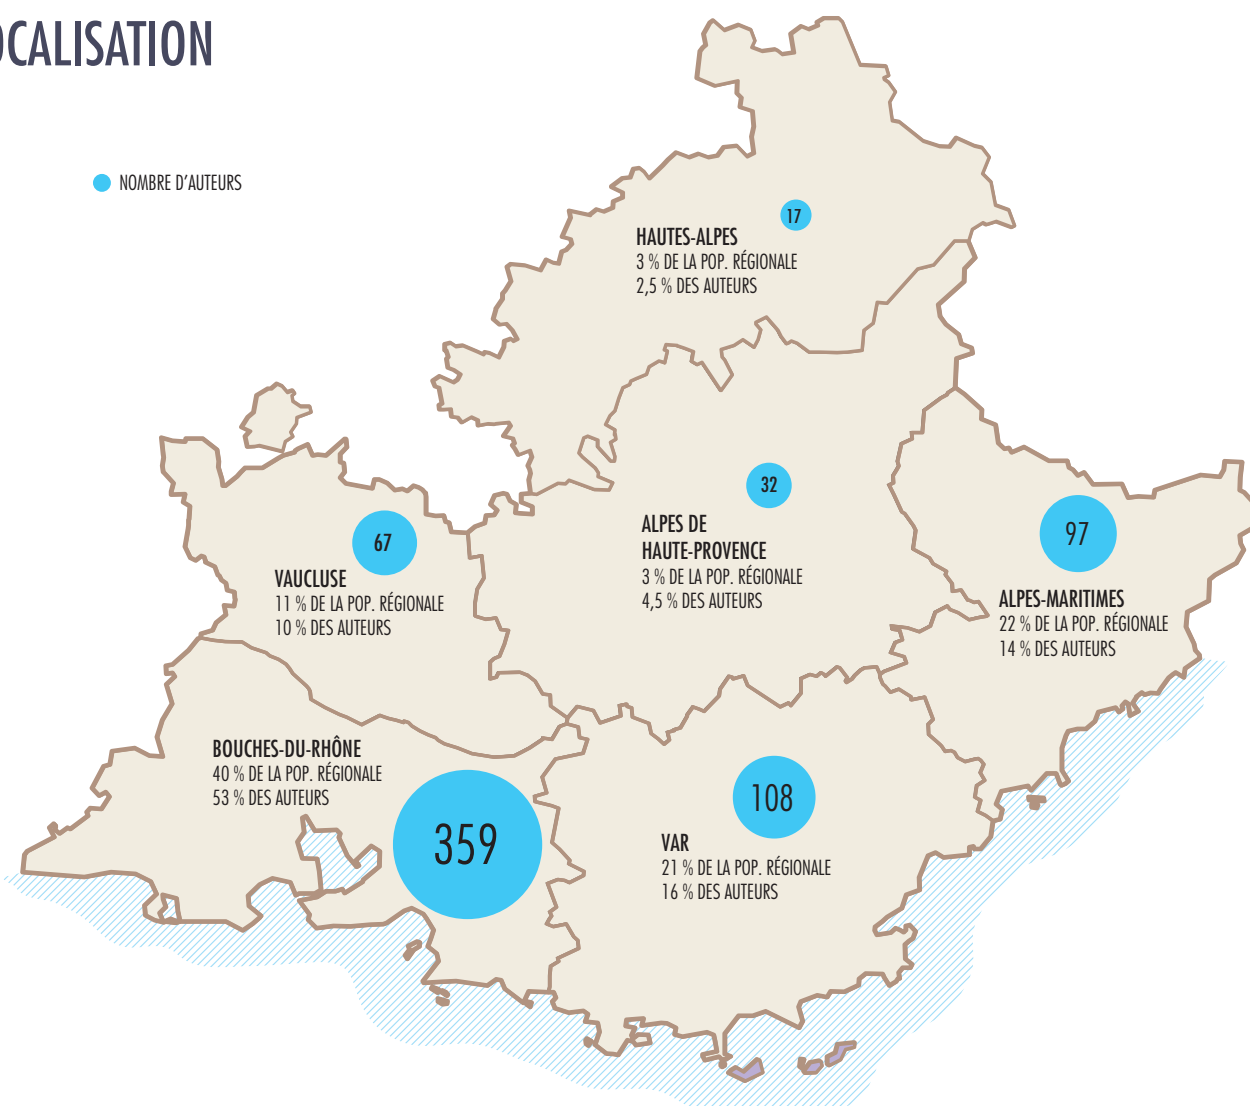 OCALISATION
NOMBRE D'AUTEURS
17
HAUTES-ALPES
3 % DE LA POP. RÉGIONALE
2,5 % DES AUTEURS
32
ALPES DE
HAUTE-PROVENCE
3 % DE LA POP. RÉGIONALE
4,5 % DES AUTEURS
67
VAUCLUSE
11 % DE LA POP. RÉGIONALE
10 % DES AUTEURS
97
ALPES-MARITIMES
22 % DE LA POP. RÉGIONALE
14 % DES AUTEURS
BOUCHES-DU-RHÔNE
40 % DE LA POP. RÉGIONALE
53 % DES AUTEURS
359
108
VAR
21 % DE LA POP. RÉGIONALE
16 % DES AUTEURS